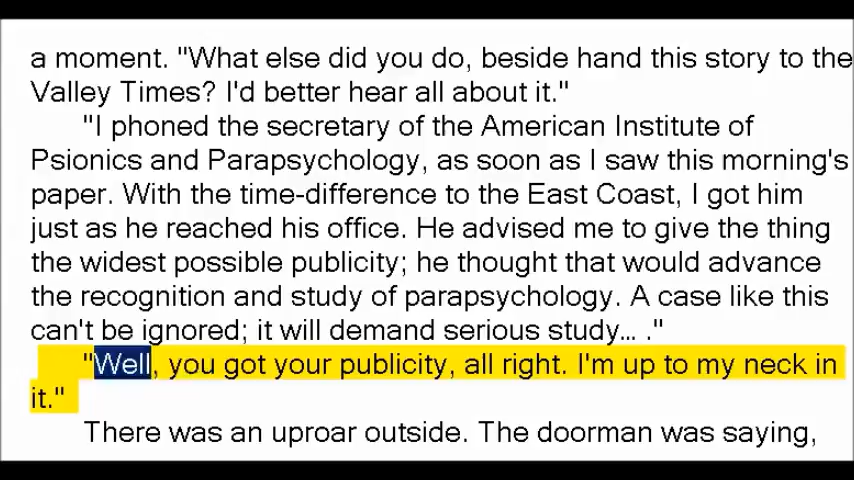 a moment. "What else did you do, beside hand this story to the
Valley Times? I'd better hear all about it."
"I phoned the secretary of the American Institute of
Psionics and Parapsychology, as soon as I saw this morning's
paper. With the time-difference to the East Coast, I got him
just as he reached his office. He advised me to give the thing
the widest possible publicity; he thought that would advance
the recognition and study of parapsychology. A case like this
can't be ignored; it will demand serious study... ."
"Well, you got your publicity, all right. I'm up to my neck in
it."
There was an uproar outside. The doorman was saying,